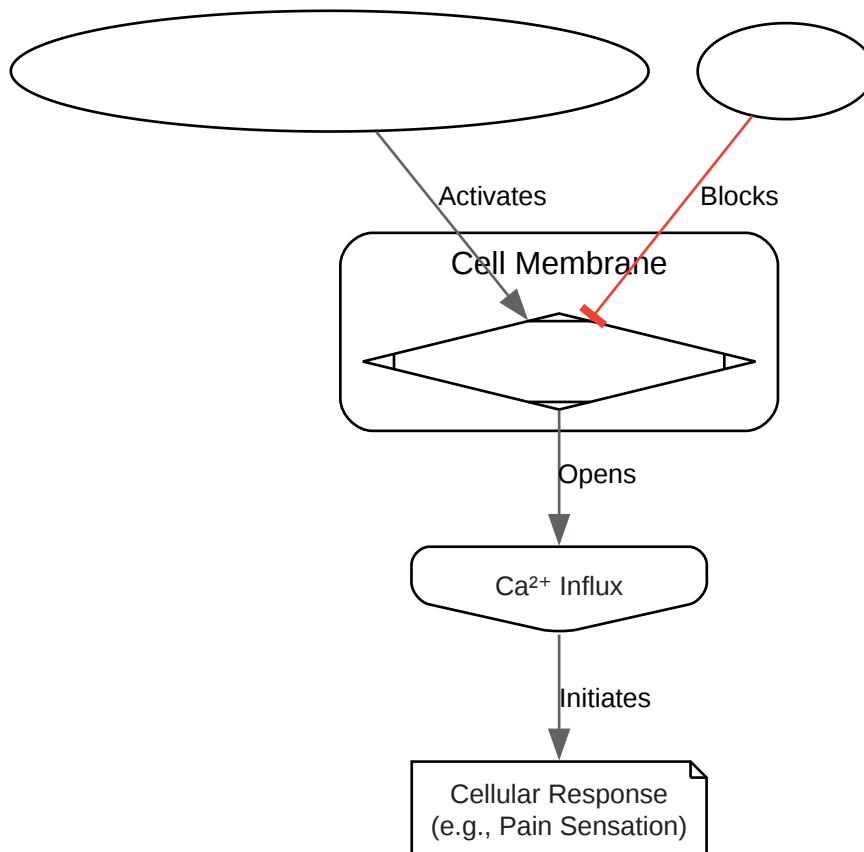 Activates
Blocks
Cell Membrane
Opens
Ca²⁺ Influx
Initiates
Cellular Response
(e.g., Pain Sensation)